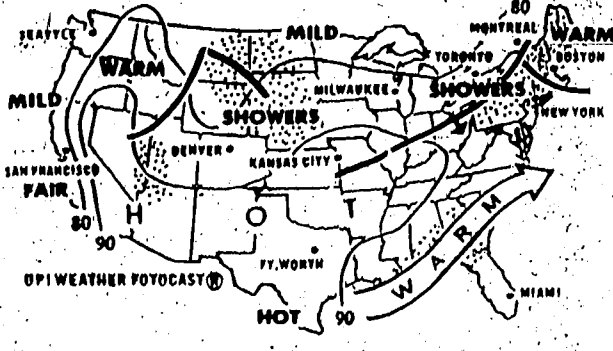 80
MONTREAL
WARM
SEATTLE
MILD
BOSTON
WARM
TORONTO
MILD
MILWAUKEE
SHOWERS
SHOWERS
NEW YORK
DENVER
KANSAS CITY
SAN FRANCISCO
FAIR
H O T
80
90
WARM
FT. WORTH
UPI WEATHER FOTOCAST®
MIAMI
HOT
90